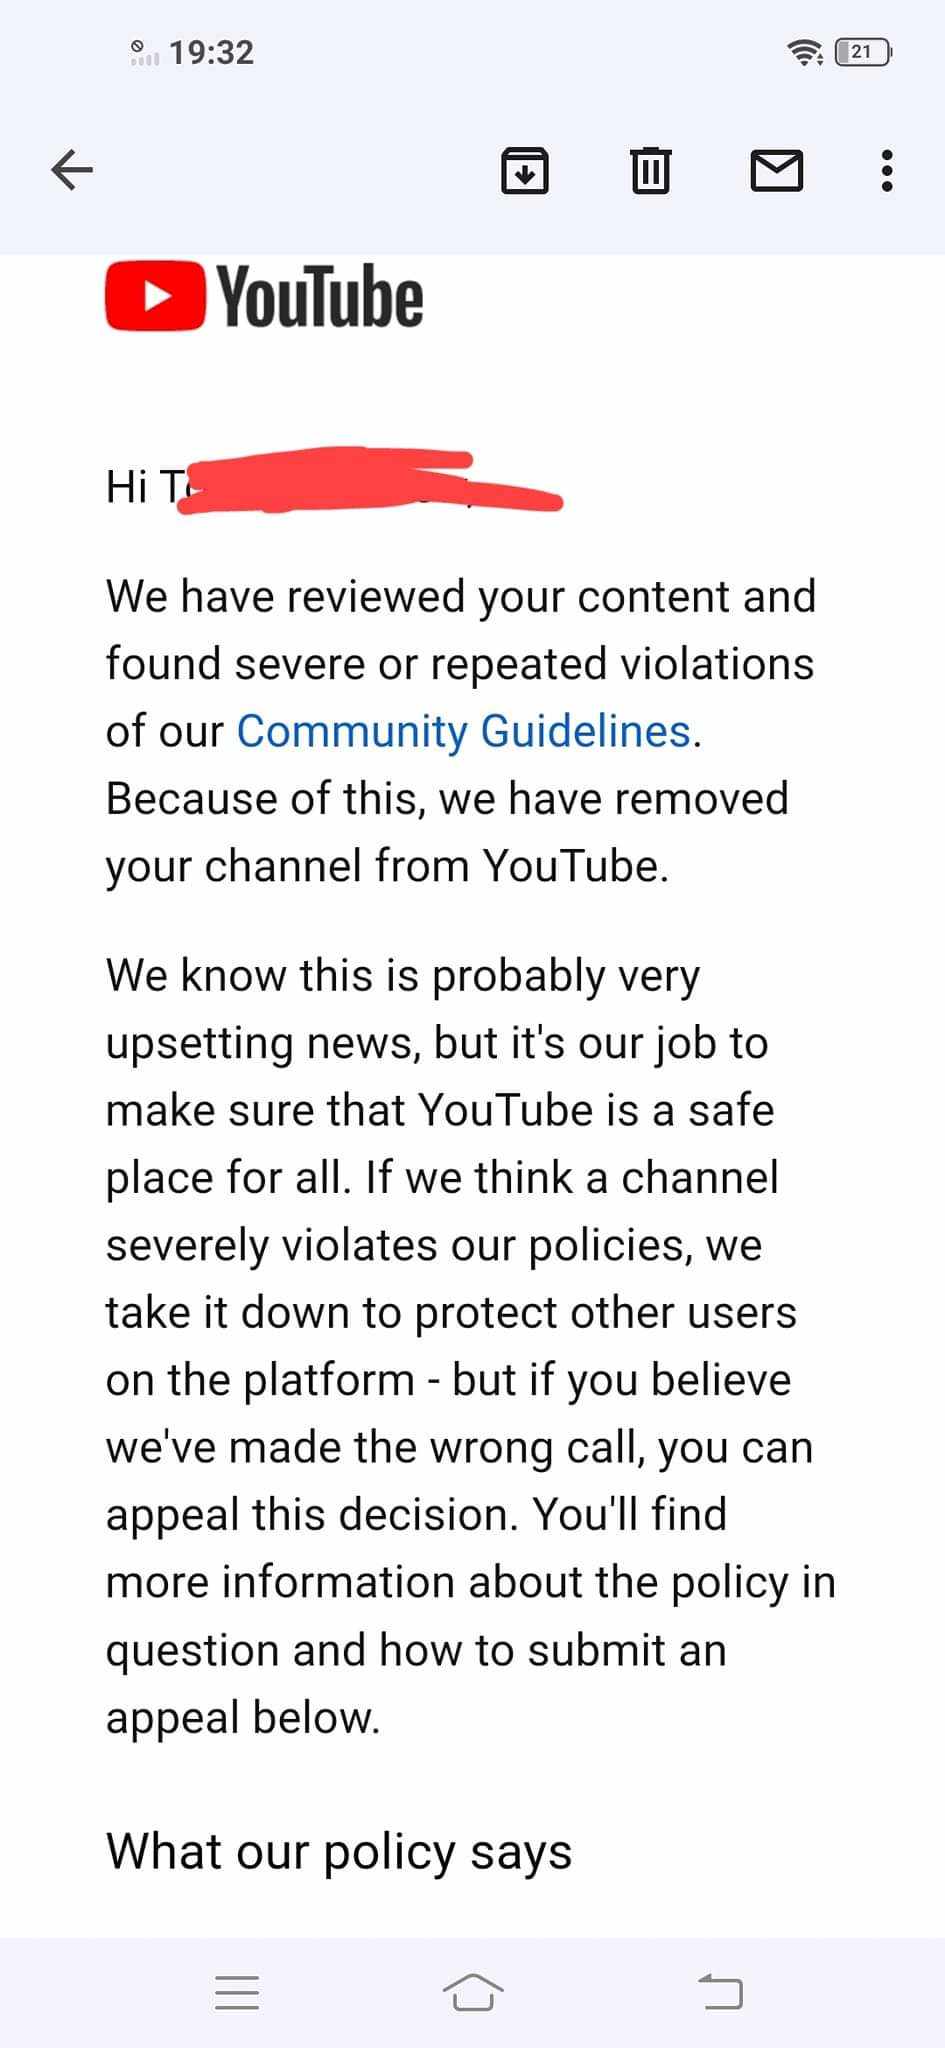 19:32
21
YouTube
Hi
We have reviewed your content and
found severe or repeated violations
of our Community Guidelines.
Because of this, we have removed
your channel from YouTube.
We know this is probably very
upsetting news, but it's our job to
make sure that YouTube is a safe
place for all. If we think a channel
severely violates our policies, we
take it down to protect other users
on the platform - but if you believe
we've made the wrong call, you can
appeal this decision. You'll find
more information about the policy in
question and how to submit an
appeal below.
What our policy says